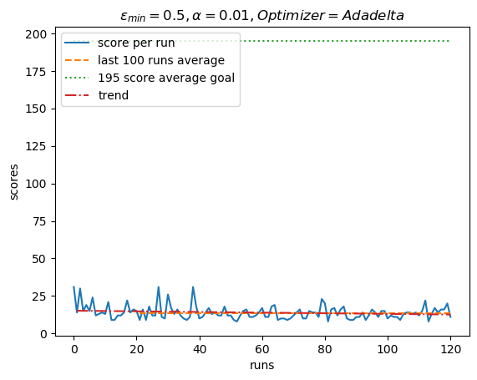 ε_min = 0.5, α = 0.01, Optimizer = Adadelta
200
175
150
125
100
75
50
25
0
scores
score per run
last 100 runs average
195 score average goal
trend
0 20 40 60 80 100 120
runs